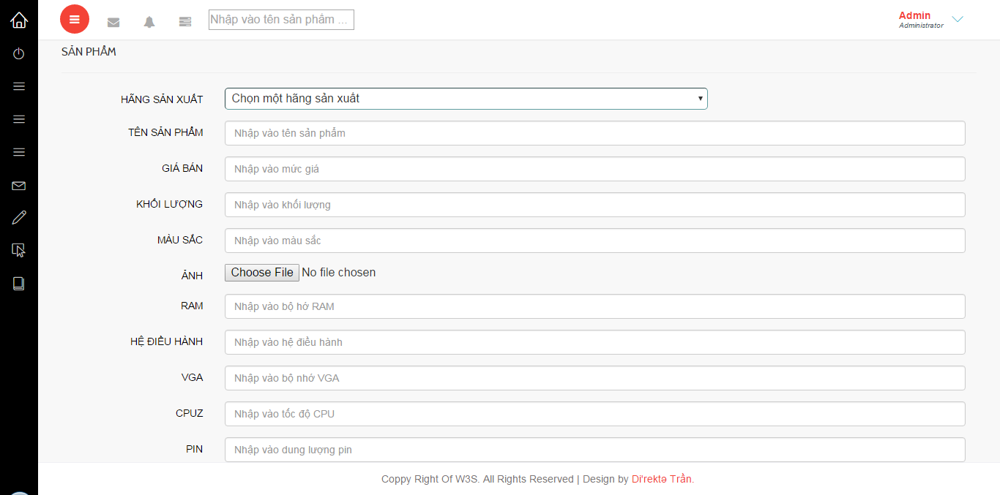 Nhập vào tên sản phẩm ...
Admin
Administrator
SẢN PHẨM
HÃNG SẢN XUẤT
Chọn một hãng sản xuất
TÊN SẢN PHẨM
Nhập vào tên sản phẩm
GIÁ BÁN
Nhập vào mức giá
KHỐI LƯỢNG
Nhập vào khối lượng
MÀU SẮC
Nhập vào màu sắc
ẢNH
Choose File No file chosen
RAM
Nhập vào bộ hớ RAM
HỆ ĐIỀU HÀNH
Nhập vào hệ điều hành
VGA
Nhập vào bộ nhớ VGA
CPUZ
Nhập vào tốc độ CPU
PIN
Nhập vào dung lượng pin
Coppy Right Of W3S. All Rights Reserved | Design by Di'rektə Trần.